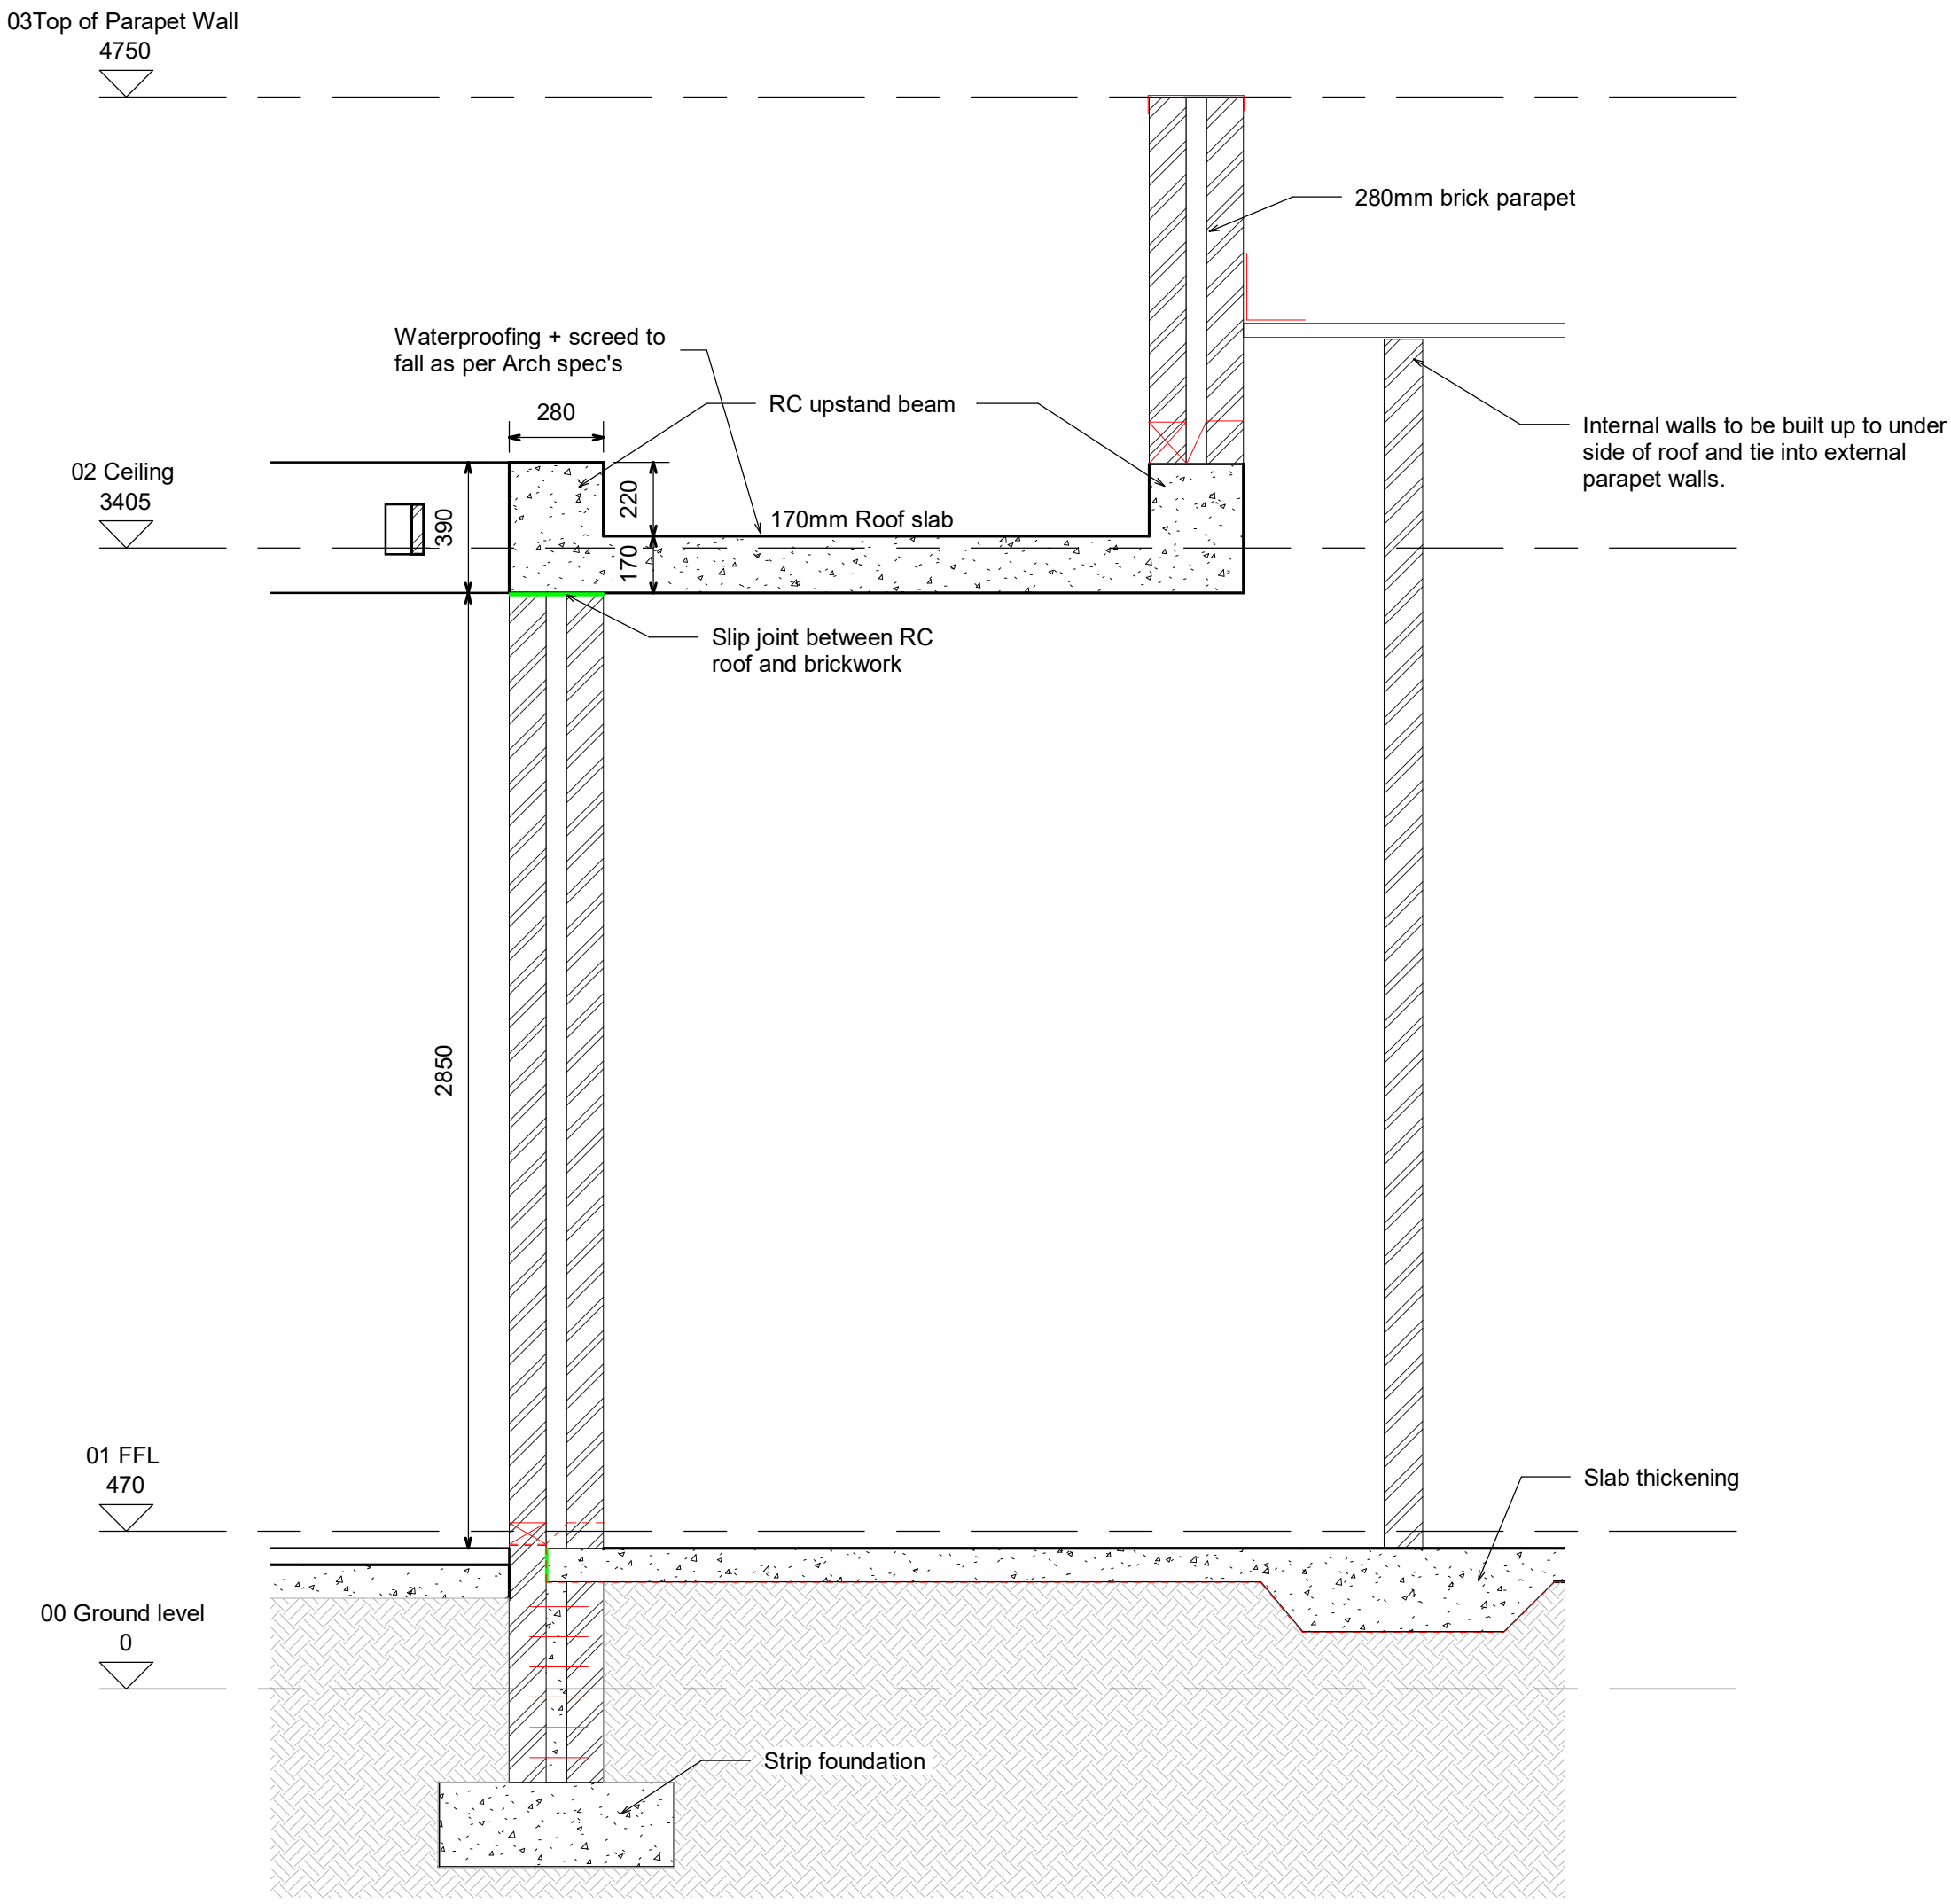 03Top of Parapet Wall
4750
280mm brick parapet
Waterproofing + screed to
fall as per Arch spec's
RC upstand beam
280
Internal walls to be built up to under
side of roof and tie into external
parapet walls.
02 Ceiling
3405
390
220
170mm Roof slab
170
Slip joint between RC
roof and brickwork
2850
01 FFL
470
Slab thickening
00 Ground level
0
Strip foundation